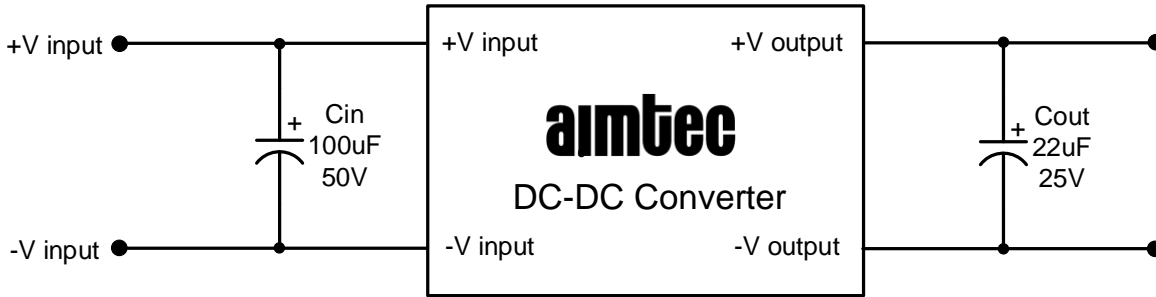 +V input
+V input
+V output
+
Cin
100uF
50V
aimtec
DC-DC Converter
+
Cout
22uF
25V
-V input
-V input
-V output